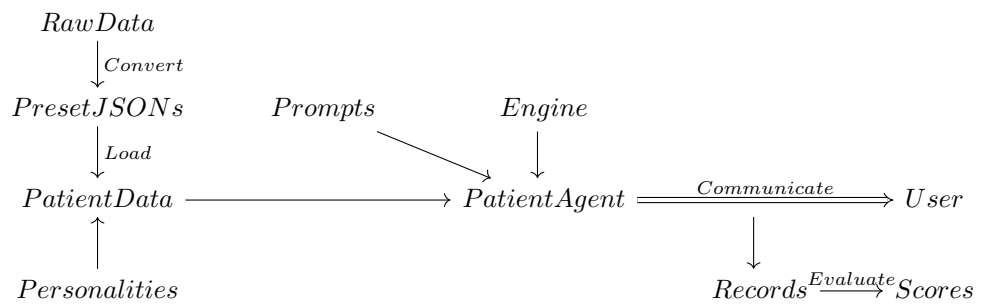 RawData
Convert
PresetJSONs Prompts Engine
Load
PatientData PatientAgent Communicate User
Personalities Records Evaluate Scores